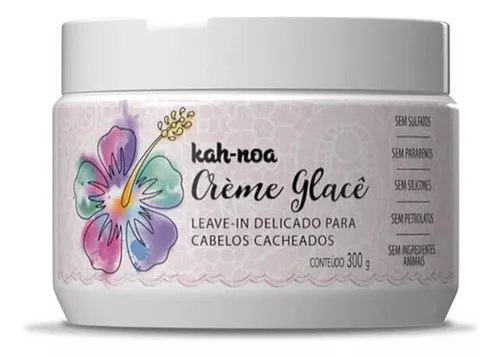 kah-noa
Crème Glacê
LEAVE-IN DELICADO PARA
CABELOS CACHEADOS
CONTEÚDO 300 g
SEM SULFATOS
SEM PARABENOS
SEM SILICONES
SEM PETROLATOS
SEM INGREDIENTES
ANIMAIS